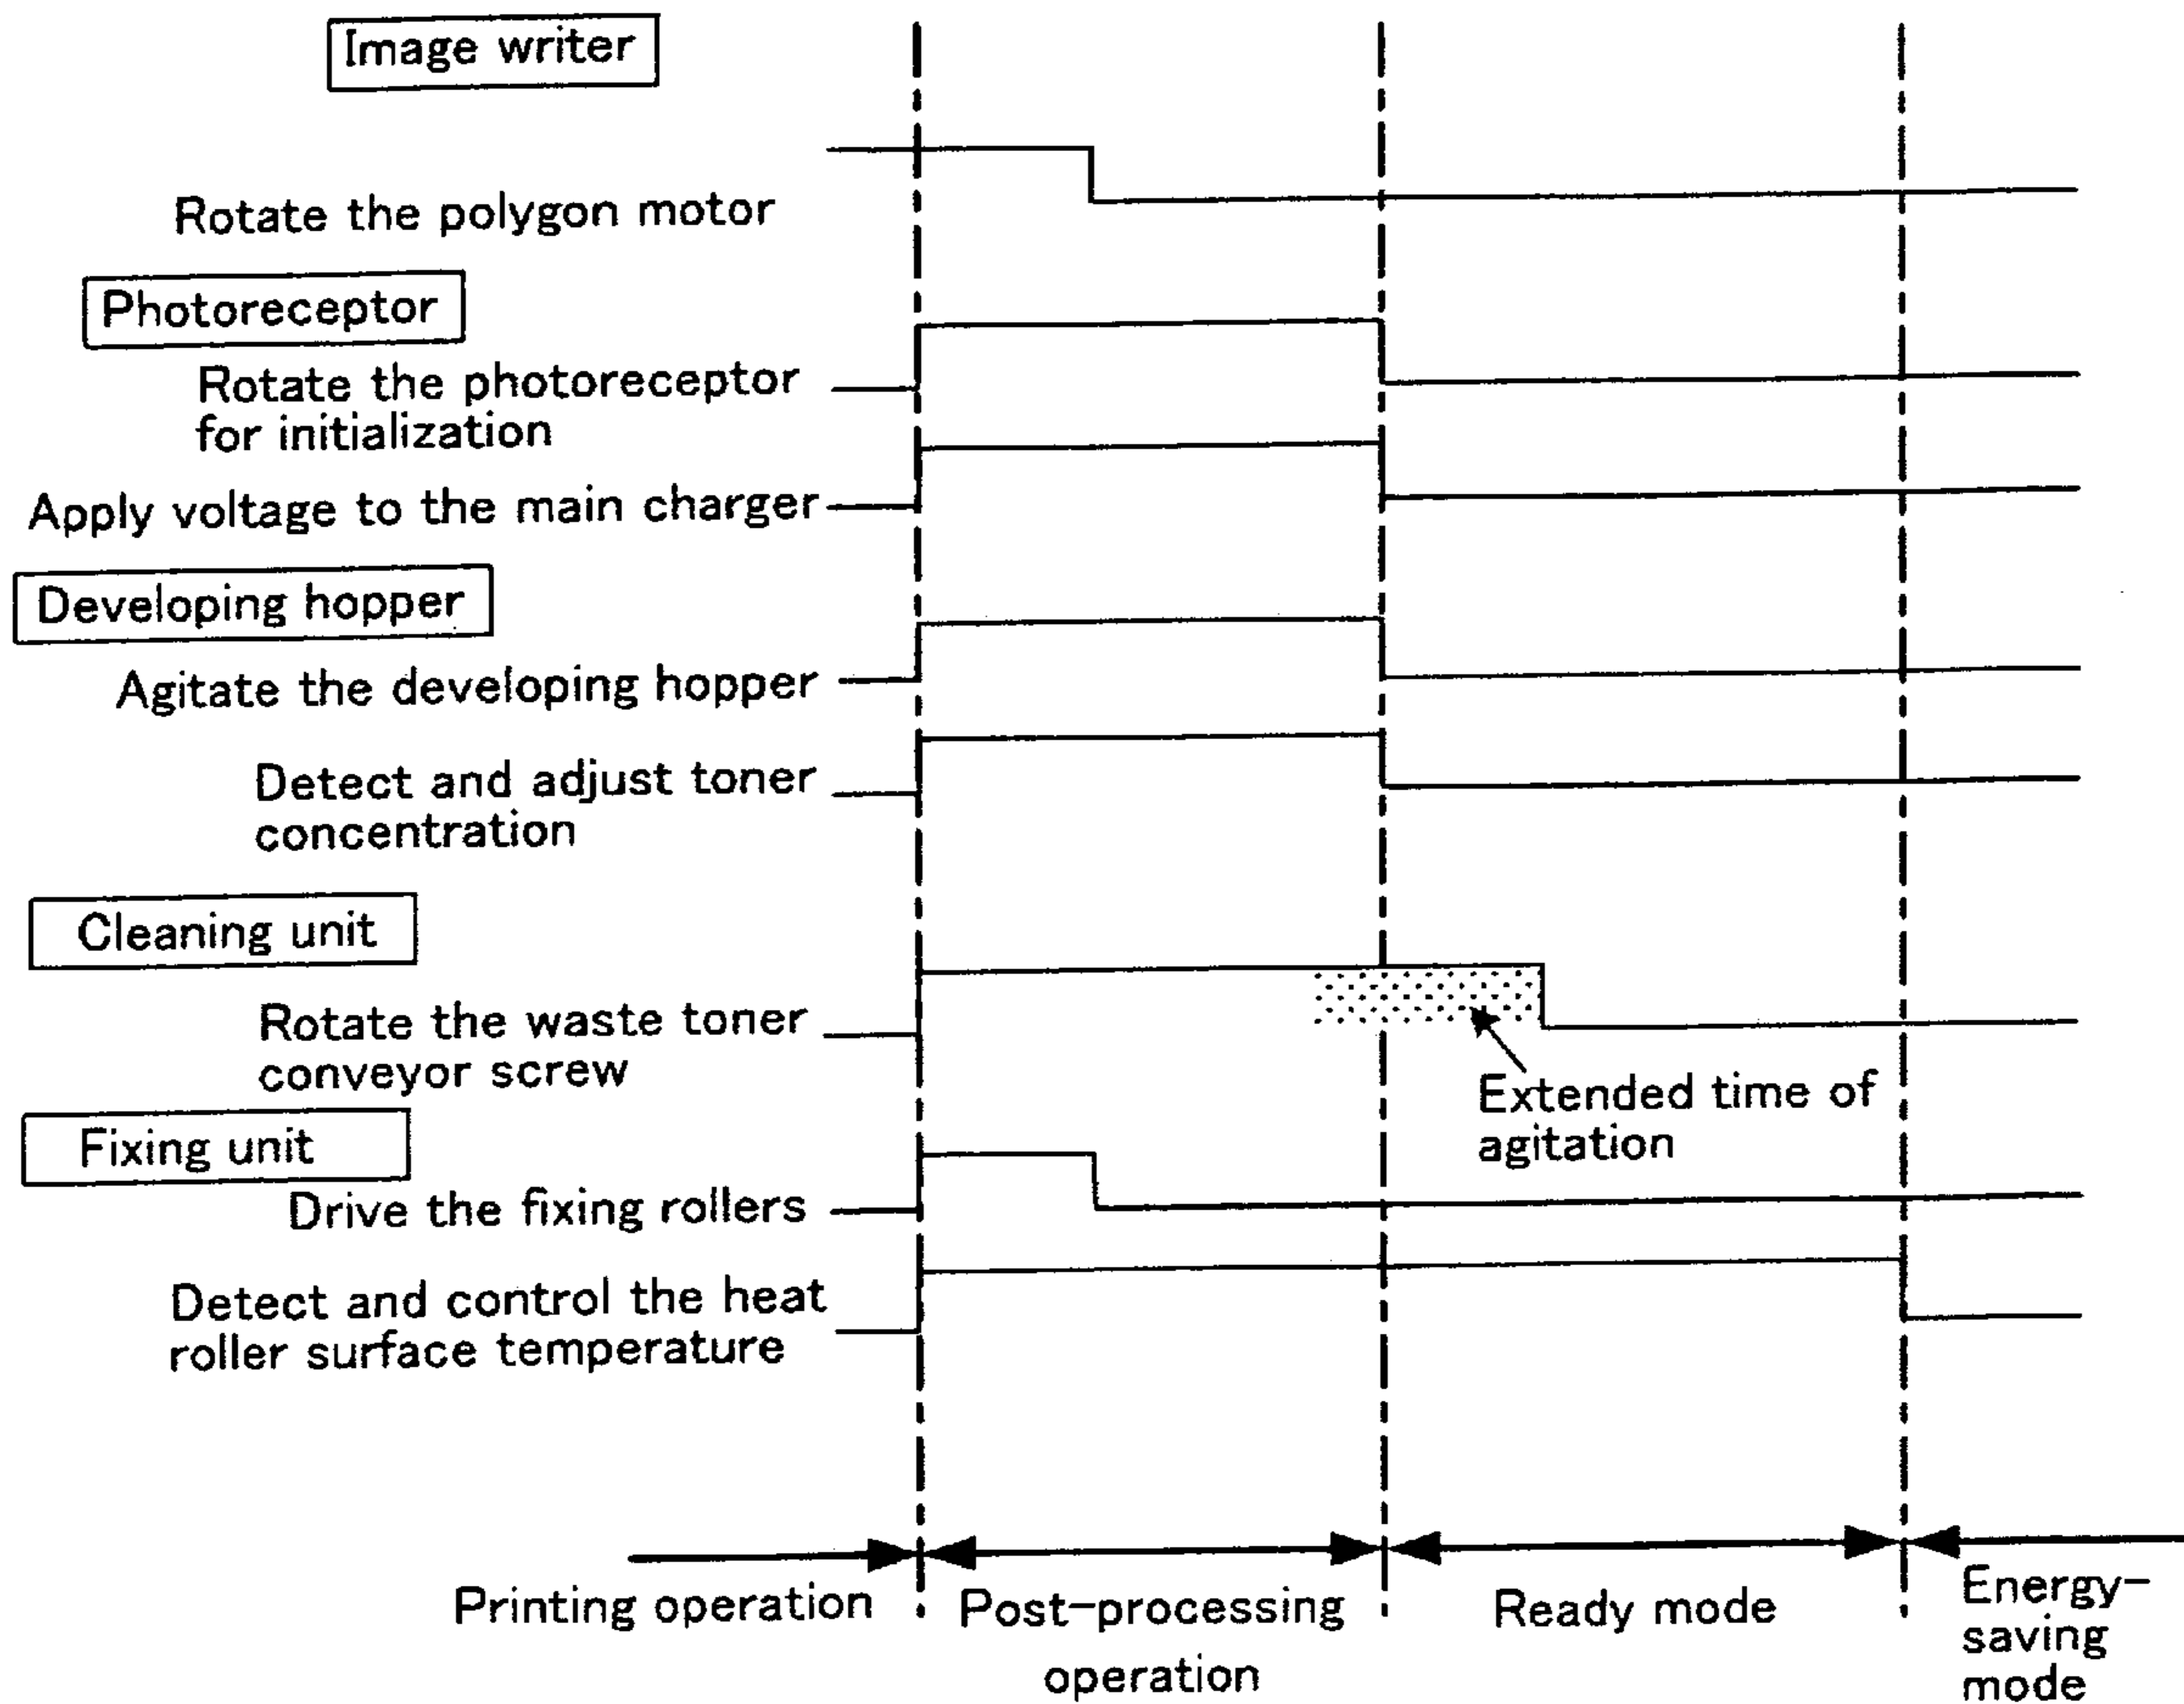 Image writer
Rotate the polygon motor
Photoreceptor
Rotate the photoreceptor
for initialization
Apply voltage to the main charger
Developing hopper
Agitate the developing hopper
Detect and adjust toner
concentration
Cleaning unit
Rotate the waste toner
conveyor screw
Extended time of
agitation
Fixing unit
Drive the fixing rollers
Detect and control the heat
roller surface temperature
Printing operation
Post-processing
operation
Ready mode
Energy-
saving
mode